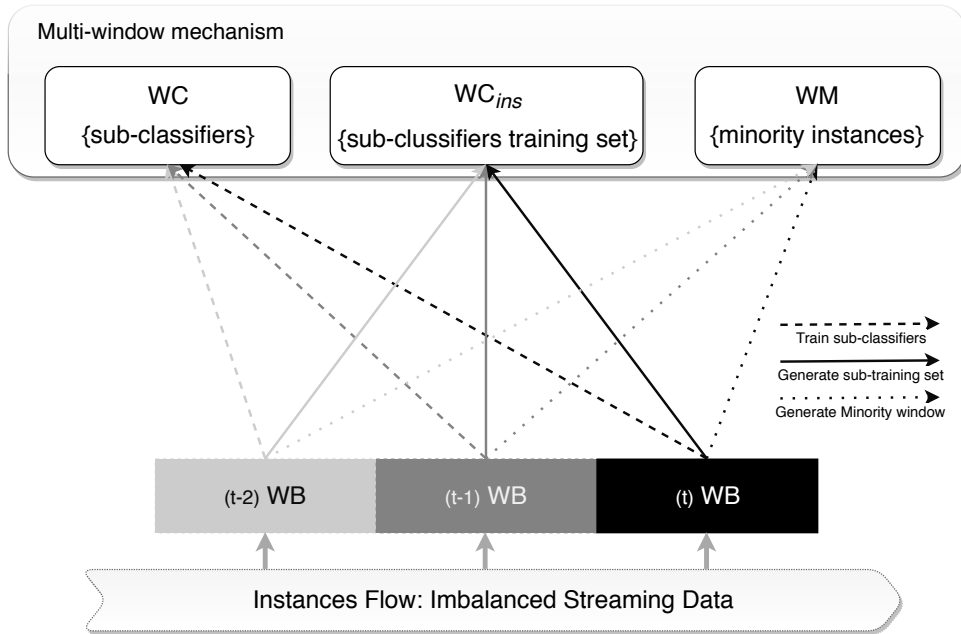 Multi-window mechanism
WC
{sub-classifiers}
WCins
{sub-clussifiers training set}
WM
{minority instances}
Train sub-classifiers
Generate sub-training set
Generate Minority window
(t-2) WB
(t-1) WB
(t) WB
Instances Flow: Imbalanced Streaming Data